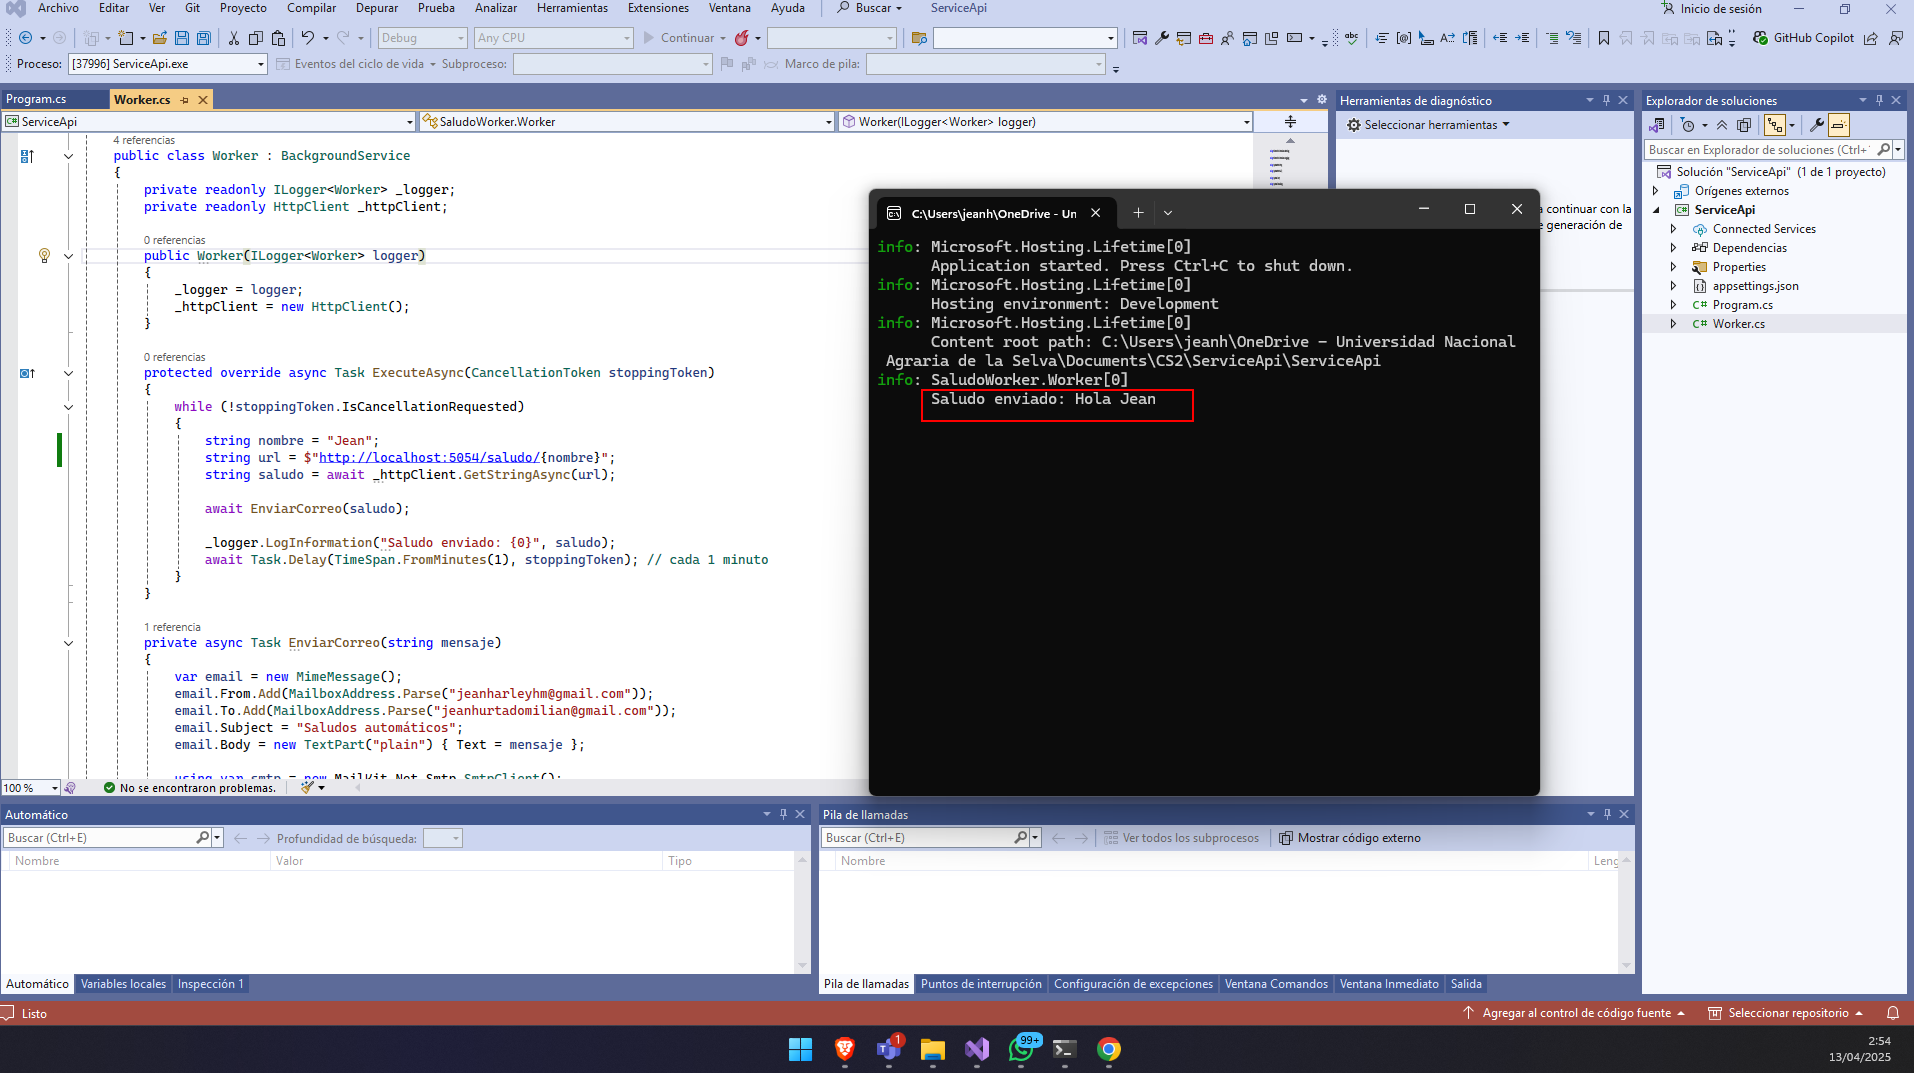 Archivo Editar Ver Git Proyecto Compilar Depurar Prueba Analizar Herramientas Extensiones Ventana Ayuda Buscar ServiceApi Inicio de sesión
Debug Any CPU Continuar GitHub Copilot
Proceso: [37996] ServiceApi.exe Eventos del ciclo de vida Subproceso: Marco de pila:
Program.cs Worker.cs
ServiceApi SaludoWorker.Worker Worker(ILogger<Worker> logger)
4 referencias
public class Worker : BackgroundService
{
private readonly ILogger<Worker> _logger;
private readonly HttpClient _httpClient;
0 referencias
public Worker(ILogger<Worker> logger)
{
_logger = logger;
_httpClient = new HttpClient();
}
0 referencias
protected override async Task ExecuteAsync(CancellationToken stoppingToken)
{
while (!stoppingToken.IsCancellationRequested)
{
string nombre = "Jean";
string url = $"http://localhost:5054/saludo/{nombre}";
string saludo = await _httpClient.GetStringAsync(url);
await EnviarCorreo(saludo);
_logger.LogInformation("Saludo enviado: {0}", saludo);
await Task.Delay(TimeSpan.FromMinutes(1), stoppingToken); // cada 1 minuto
}
}
1 referencia
private async Task EnviarCorreo(string mensaje)
{
var email = new MimeMessage();
email.From.Add(MailboxAddress.Parse("jeanharleyhm@gmail.com"));
email.To.Add(MailboxAddress.Parse("jeanhurtadomilian@gmail.com"));
email.Subject = "Saludos automáticos";
email.Body = new TextPart("plain") { Text = mensaje };
using var smtp = new MailKit.Net.Smtp.SmtpClient();
100 % No se encontraron problemas.
C:\Users\jeanh\OneDrive - Un
info: Microsoft.Hosting.Lifetime[0]
Application started. Press Ctrl+C to shut down.
info: Microsoft.Hosting.Lifetime[0]
Hosting environment: Development
info: Microsoft.Hosting.Lifetime[0]
Content root path: C:\Users\jeanh\OneDrive - Universidad Nacional
Agraria de la Selva\Documents\CS2\ServiceApi\ServiceApi
info: SaludoWorker.Worker[0]
Saludo enviado: Hola Jean
Herramientas de diagnóstico
Seleccionar herramientas
a continuar con la
e generación de
Explorador de soluciones
Buscar en Explorador de soluciones (Ctrl+
Solución "ServiceApi" (1 de 1 proyecto)
Orígenes externos
ServiceApi
Connected Services
Dependencias
Properties
appsettings.json
Program.cs
Worker.cs
Automático
Buscar (Ctrl+E) Profundidad de búsqueda:
Nombre Valor Tipo
Automático Variables locales Inspección 1
Pila de llamadas
Buscar (Ctrl+E) Ver todos los subprocesos Mostrar código externo
Nombre Leng
Pila de llamadas Puntos de interrupción Configuración de excepciones Ventana Comandos Ventana Inmediato Salida
Listo Agregar al control de código fuente Seleccionar repositorio
1
99+
2:54
13/04/2025